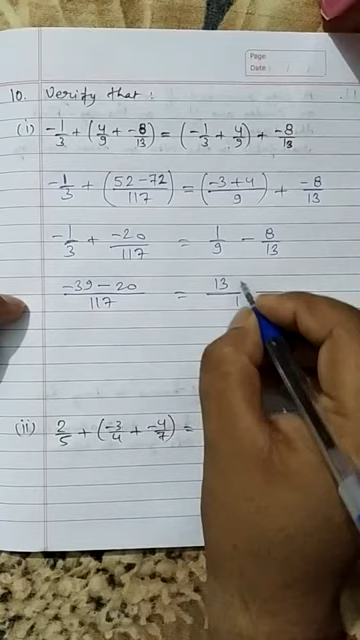 Page:
Date: / /
10. Verify that :
(i) -1/3 + (4/9 + -8/13) = (-1/3 + 4/9) + -8/13
-1/3 + (52-72/117) = (-3+4/9) + -8/13
-1/3 + -20/117 = 1/9 - 8/13
-39-20/117 = 13/1
(ii) 2/5 + (-3/4 + -4/7) =